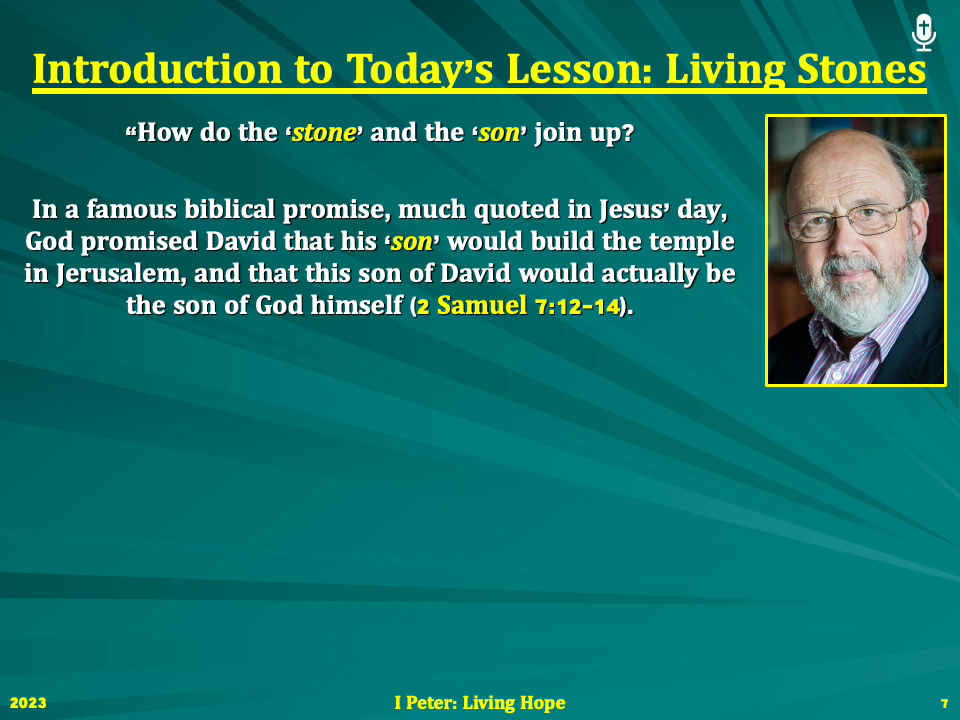 Introduction to Today’s Lesson: Living Stones
“How do the ‘stone’ and the ‘son’ join up?
In a famous biblical promise, much quoted in Jesus’ day,
God promised David that his ‘son’ would build the temple
in Jerusalem, and that this son of David would actually be
the son of God himself (2 Samuel 7:12–14).
2023
I Peter: Living Hope
7